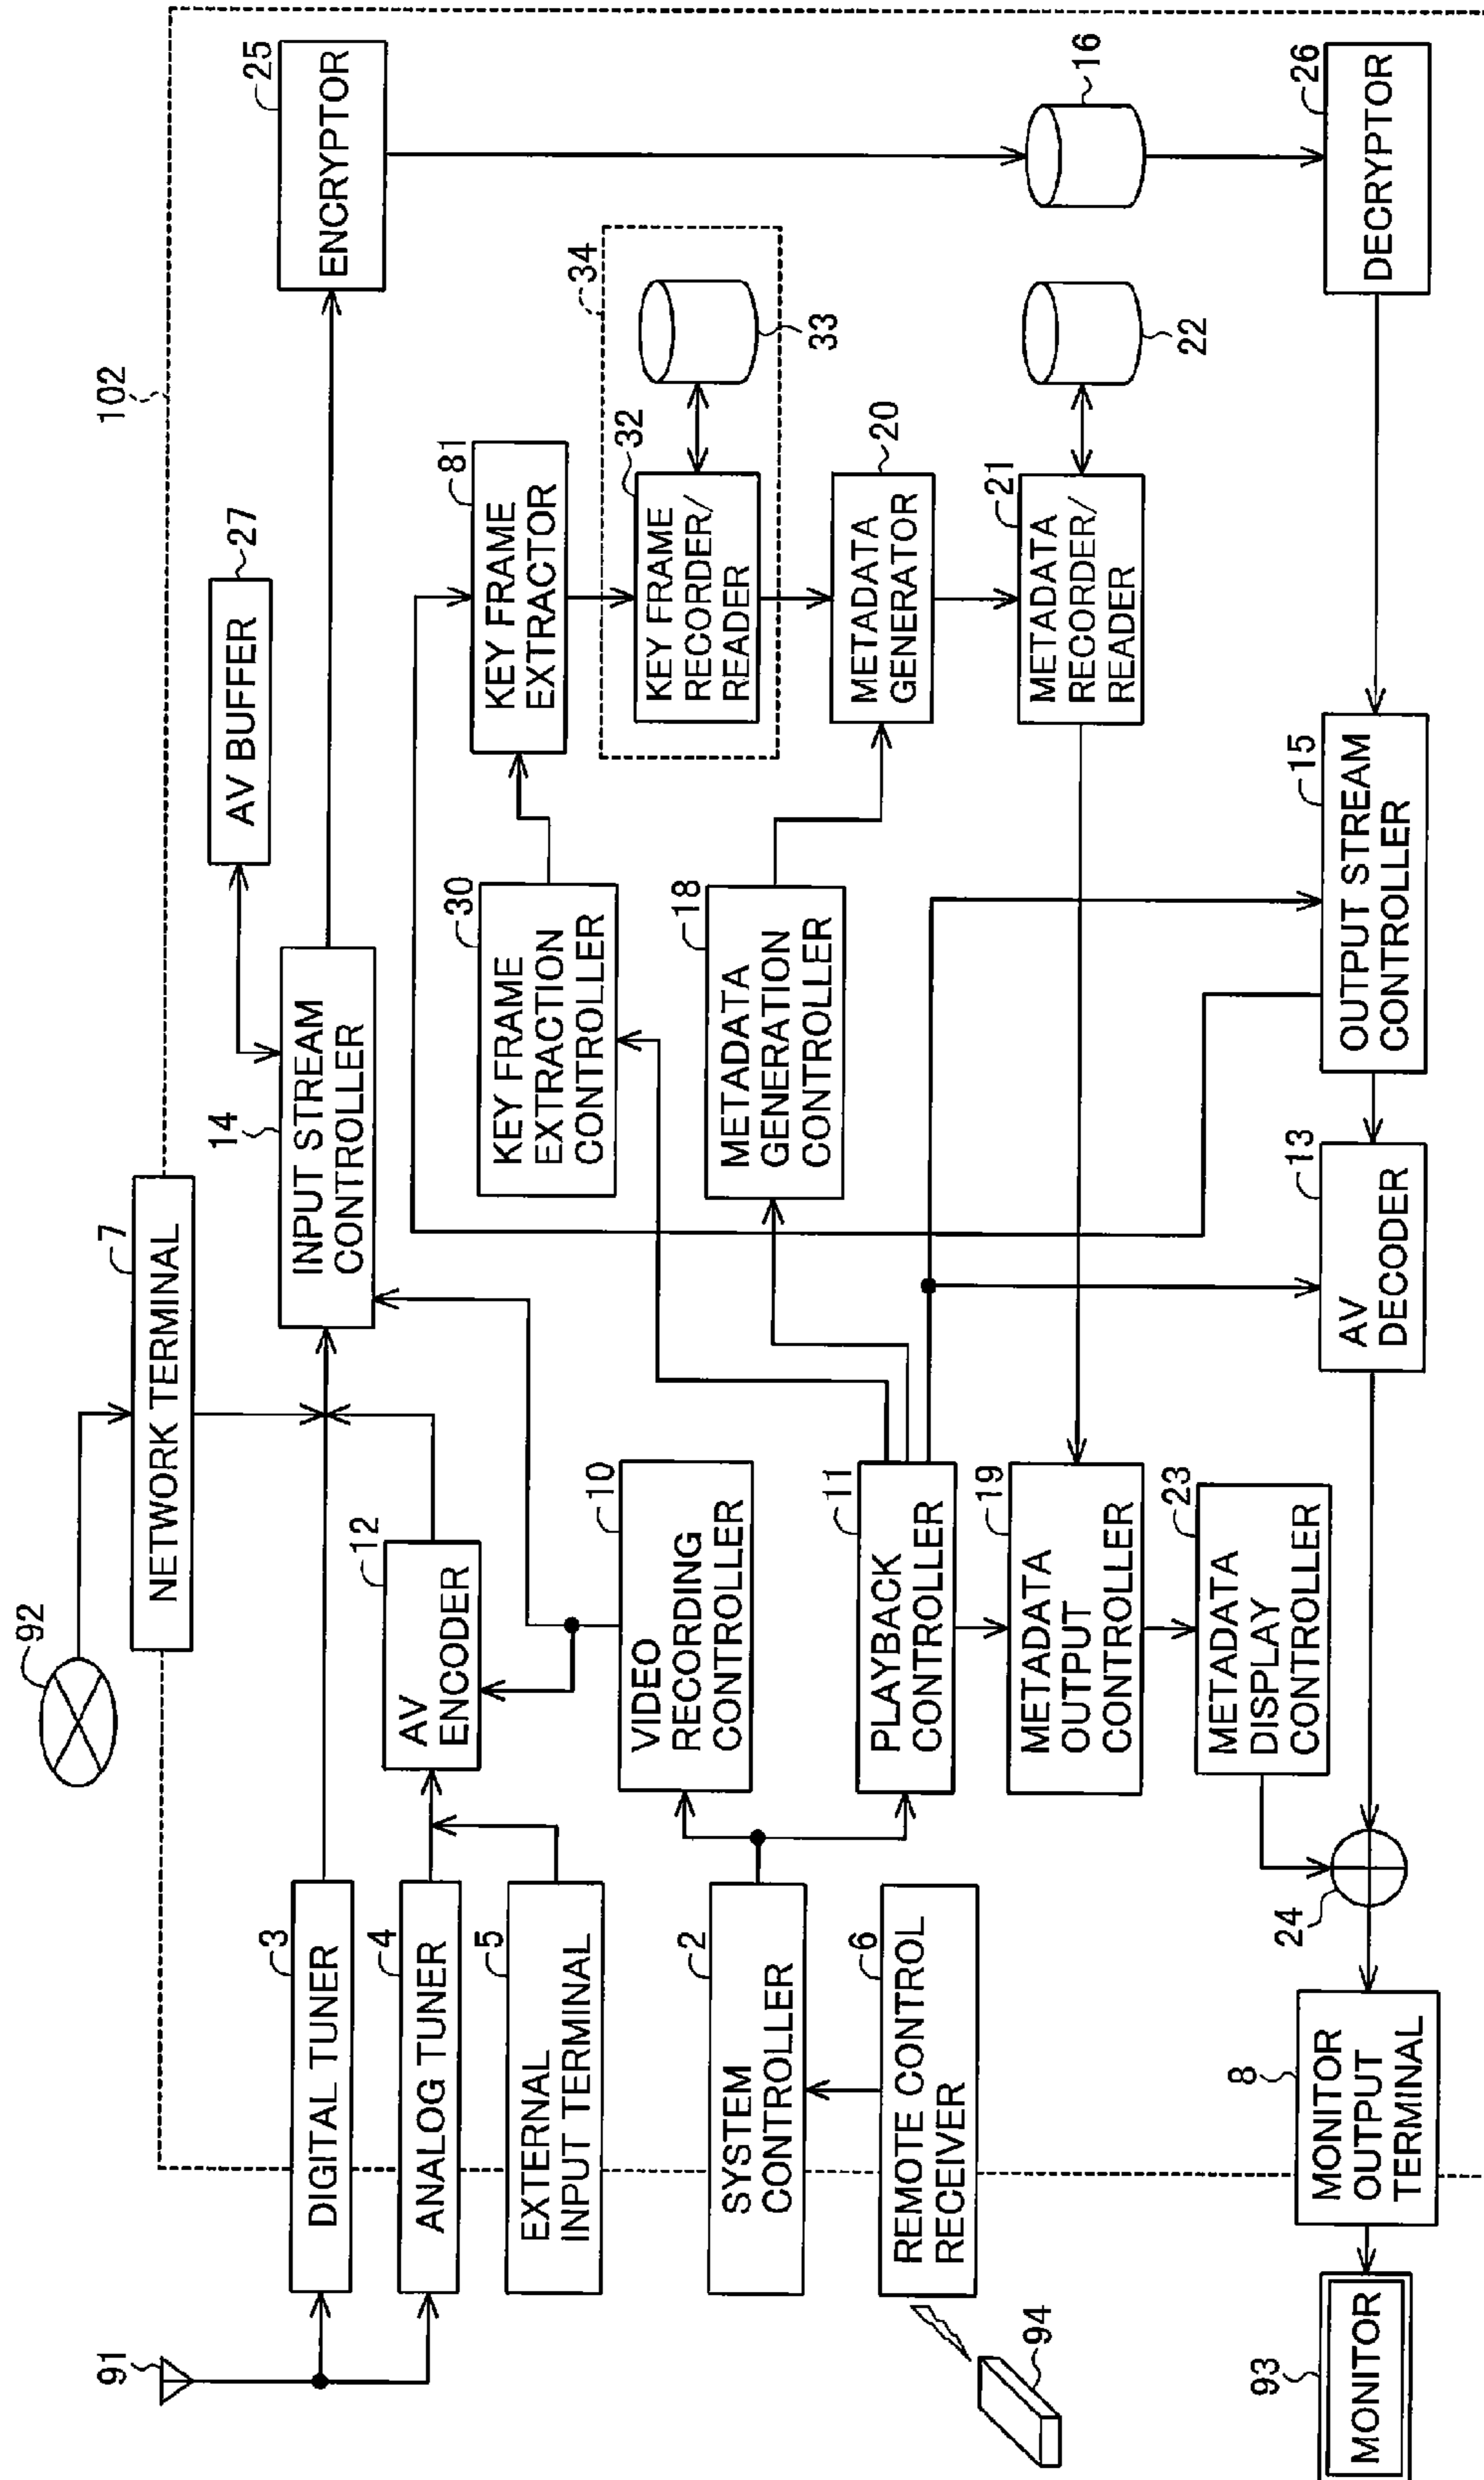 102
92
7
NETWORK TERMINAL
91
3
DIGITAL TUNER
4
ANALOG TUNER
5
EXTERNAL
INPUT TERMINAL
12
AV
ENCODER
14
INPUT STREAM
CONTROLLER
27
AV BUFFER
25
ENCRYPTOR
2
SYSTEM
CONTROLLER
6
REMOTE CONTROL
RECEIVER
94
10
VIDEO
RECORDING
CONTROLLER
11
PLAYBACK
CONTROLLER
30
KEY FRAME
EXTRACTION
CONTROLLER
18
METADATA
GENERATION
CONTROLLER
81
KEY FRAME
EXTRACTOR
34
32
KEY FRAME
RECORDER/
READER
33
20
METADATA
GENERATOR
21
METADATA
RECORDER/
READER
22
16
19
METADATA
OUTPUT
CONTROLLER
23
METADATA
DISPLAY
CONTROLLER
93
MONITOR
8
MONITOR
OUTPUT
TERMINAL
24
13
AV
DECODER
15
OUTPUT STREAM
CONTROLLER
26
DECRYPTOR